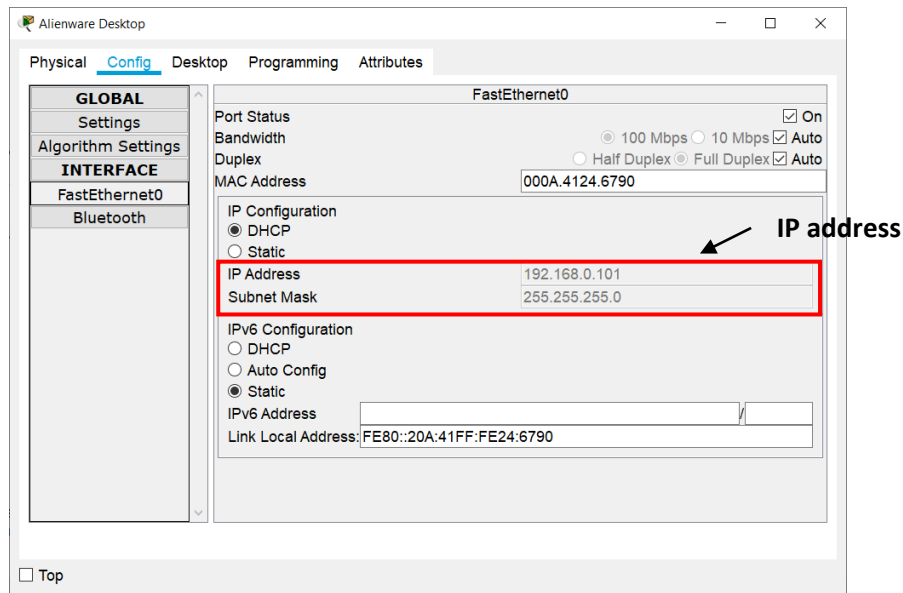 Alienware Desktop
Physical Config Desktop Programming Attributes
GLOBAL
Settings
Algorithm Settings
INTERFACE
FastEthernet0
Bluetooth
FastEthernet0
Port Status On
Bandwidth 100 Mbps 10 Mbps Auto
Duplex Half Duplex Full Duplex Auto
MAC Address 000A.4124.6790
IP Configuration
DHCP
Static
IP Address 192.168.0.101
Subnet Mask 255.255.255.0
IPv6 Configuration
DHCP
Auto Config
Static
IPv6 Address /
Link Local Address: FE80::20A:41FF:FE24:6790
IP address
Top